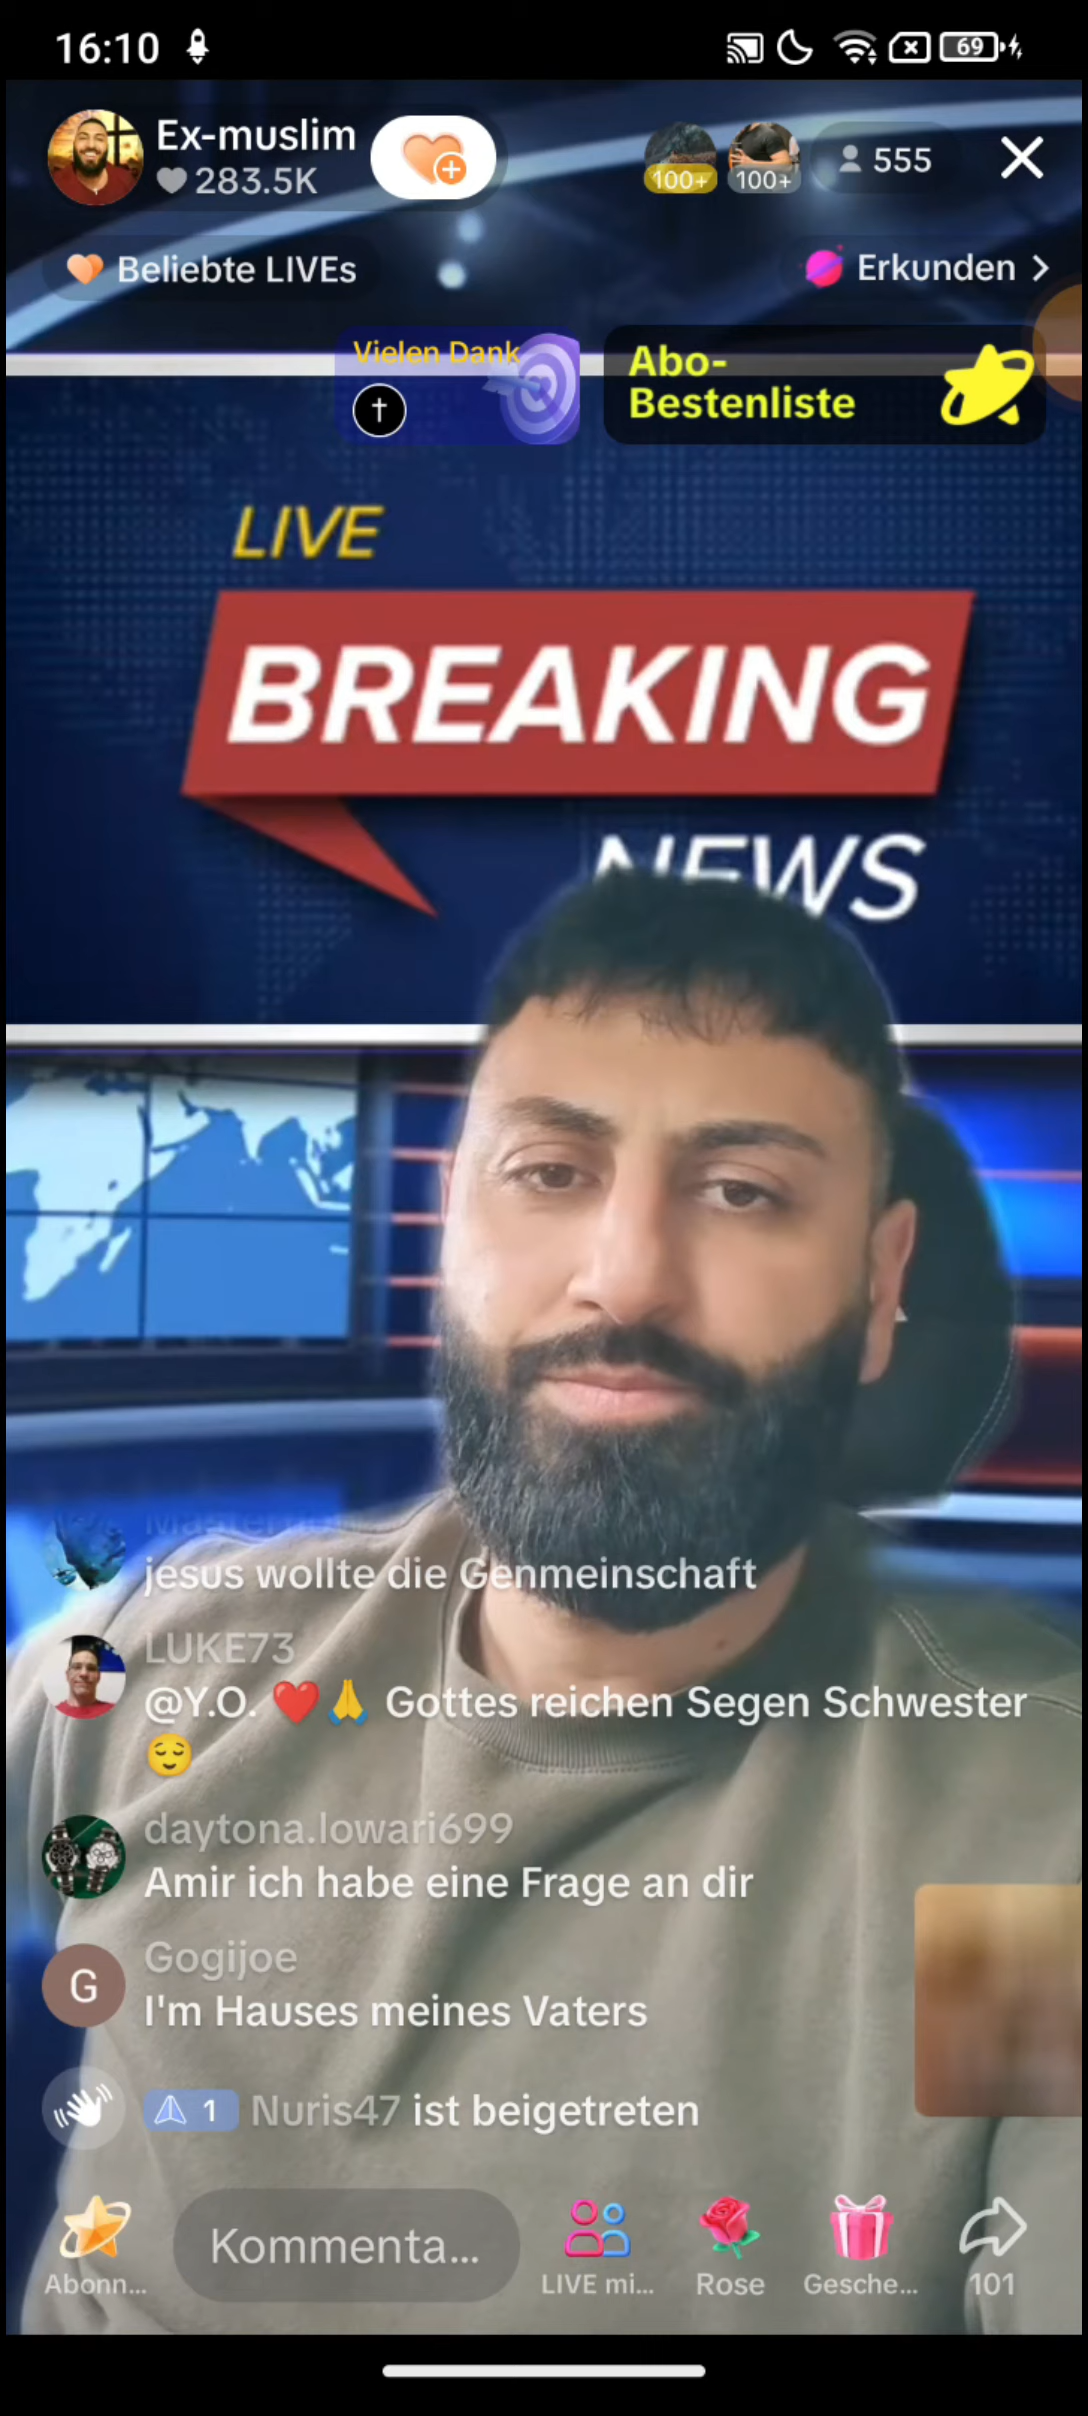 16:10
69
Ex-muslim
283.5K
100+
100+
555
Beliebte LIVEs
Erkunden
Vielen Dank
Abo-
Bestenliste
LIVE
BREAKING
NEWS
jesus wollte die Genmeinschaft
LUKE73
@Y.O. ❤️🙏 Gottes reichen Segen Schwester
😌
daytona.lowari699
Amir ich habe eine Frage an dir
G
Gogijoe
I'm Hauses meines Vaters
1 Nuris47 ist beigetreten
Kommenta...
Abonn...
LIVE mi...
Rose
Gesche...
101